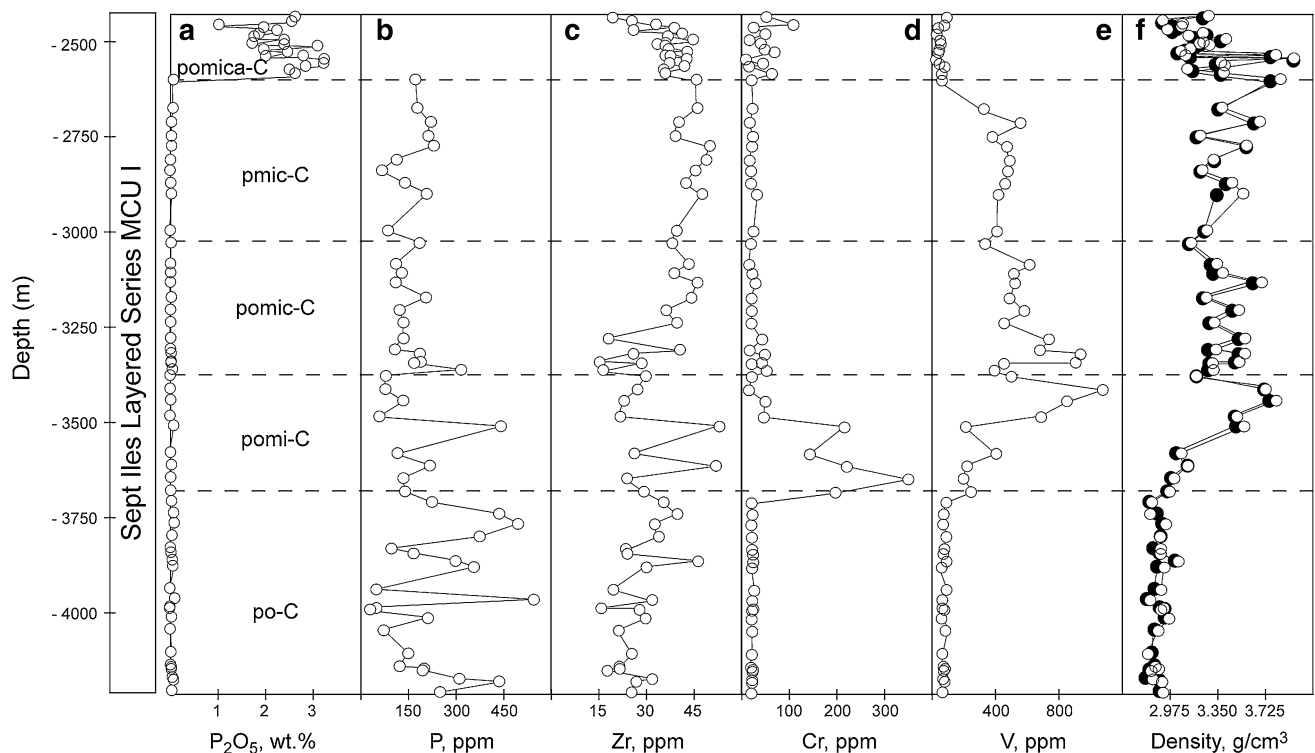 a b c d e f
- 2500
pomica-C
- 2750
pmic-C
- 3000
pomic-C
- 3250
pomi-C
- 3500
- 3750
po-C
- 4000
Depth (m)
Sept Iles Layered Series MCU I
1 2 3 150 300 450 15 30 45 100 200 300 400 800 2.975 3.350 3.725
P2O5, wt.% P, ppm Zr, ppm Cr, ppm V, ppm Density, g/cm3